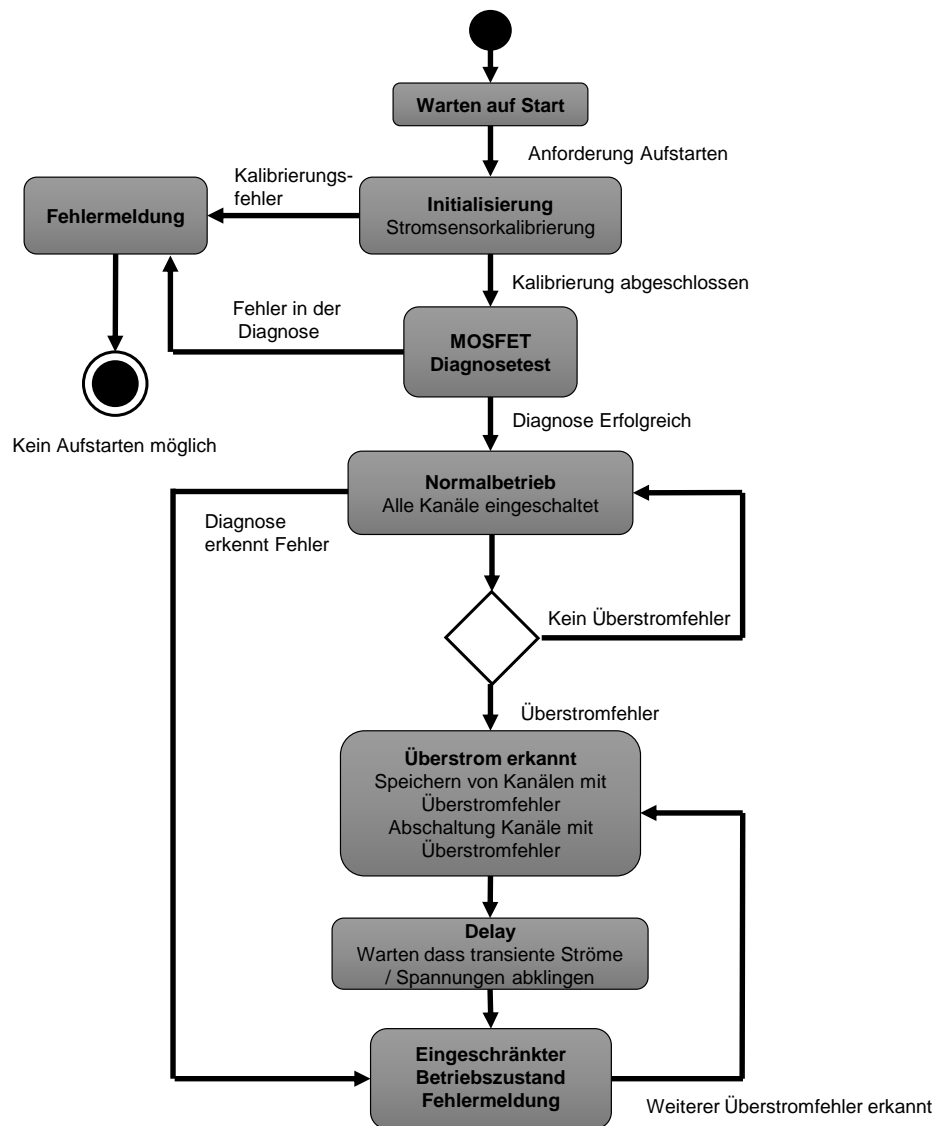 Warten auf Start
Anforderung Aufstarten
Kalibrierungs-
fehler
Fehlermeldung
Initialisierung
Stromsensorkalibrierung
Kalibrierung abgeschlossen
Fehler in der
Diagnose
MOSFET
Diagnosetest
Kein Aufstarten möglich
Diagnose Erfolgreich
Normalbetrieb
Alle Kanäle eingeschaltet
Diagnose
erkennt Fehler
Kein Überstromfehler
Überstromfehler
Überstrom erkannt
Speichern von Kanälen mit
Überstromfehler
Abschaltung Kanäle mit
Überstromfehler
Delay
Warten dass transiente Ströme
/ Spannungen abklingen
Eingeschränkter
Betriebszustand
Fehlermeldung
Weiterer Überstromfehler erkannt